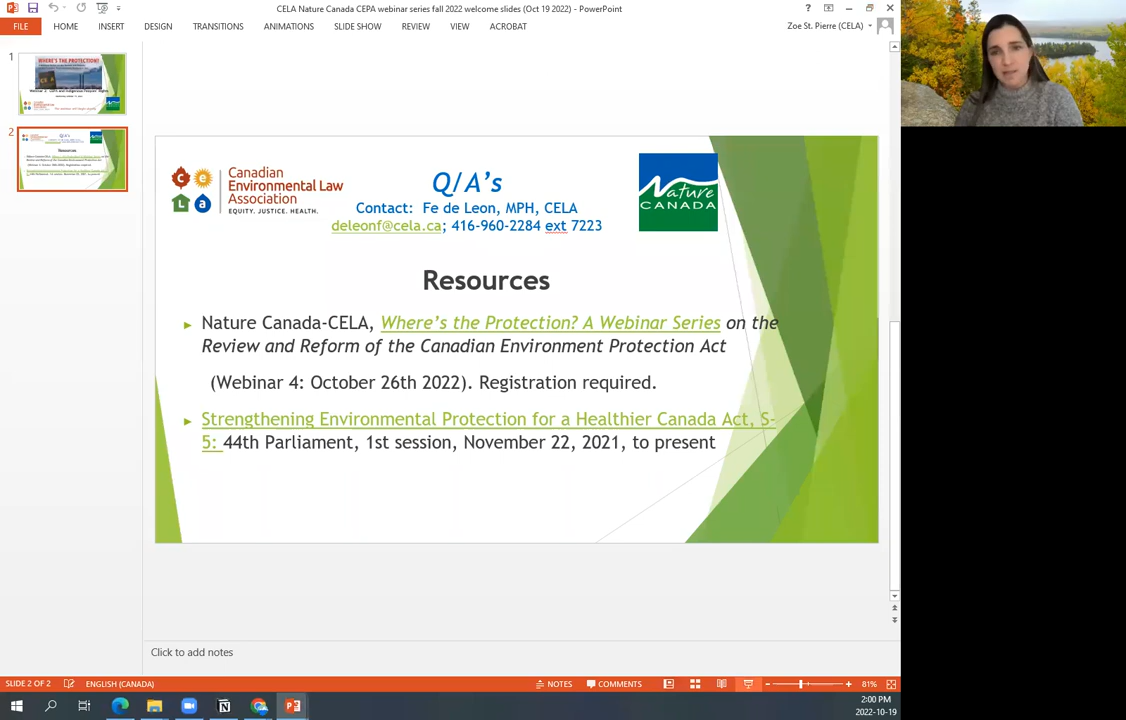 CELA Nature Canada CEPA webinar series fall 2022 welcome slides (Oct 19 2022) - PowerPoint
FILE HOME INSERT DESIGN TRANSITIONS ANIMATIONS SLIDE SHOW REVIEW VIEW ACROBAT
Zoe St. Pierre (CELA)
1
WHERE'S THE PROTECTION?
2
Resources
Canadian
Environmental Law
Association
EQUITY. JUSTICE. HEALTH.
c e L a
Q/A's
Contact: Fe de Leon, MPH, CELA
deleonf@cela.ca; 416-960-2284 ext 7223
Nature
CANADA
Resources
Nature Canada-CELA, Where's the Protection? A Webinar Series on the
Review and Reform of the Canadian Environment Protection Act
(Webinar 4: October 26th 2022). Registration required.
Strengthening Environmental Protection for a Healthier Canada Act, S-
5: 44th Parliament, 1st session, November 22, 2021, to present
Click to add notes
SLIDE 2 OF 2 ENGLISH (CANADA) NOTES COMMENTS 81%
2:00 PM
2022-10-19